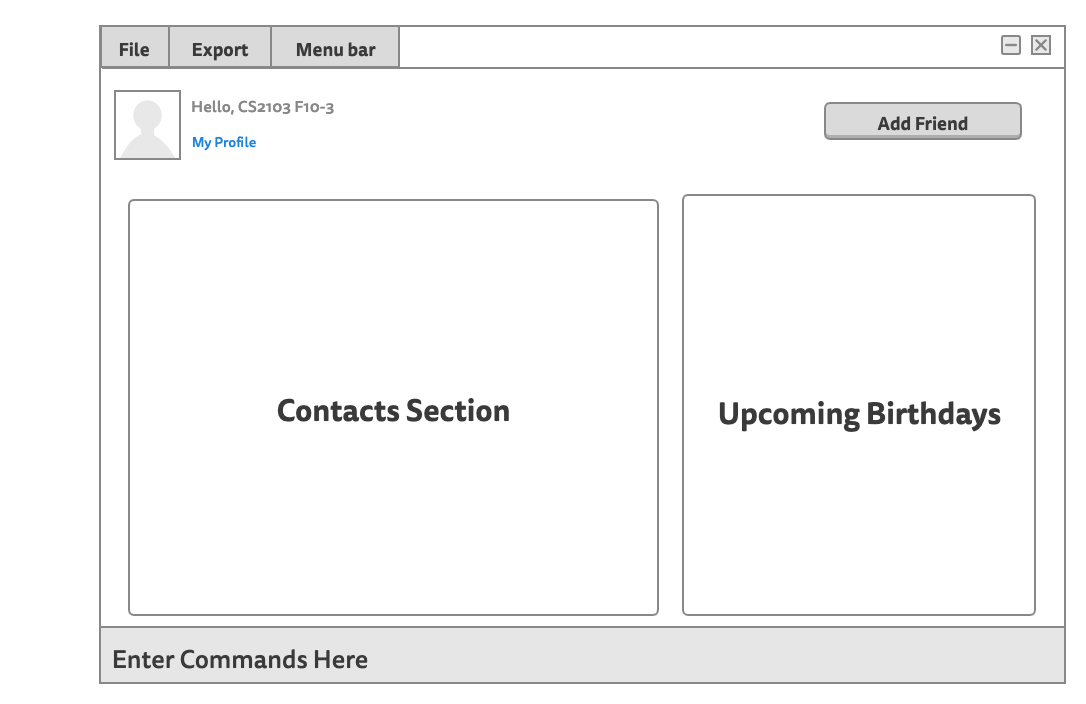 File
Export
Menu bar
Hello, CS2103 F10-3
My Profile
Add Friend
Contacts Section
Upcoming Birthdays
Enter Commands Here